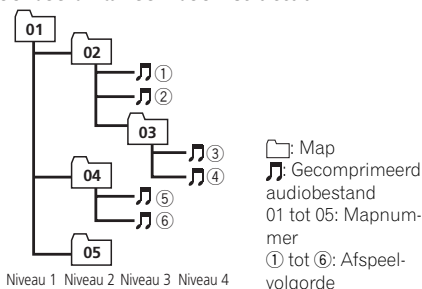 01
02
①
②
03
③
④
04
⑤
⑥
05
Niveau 1 Niveau 2 Niveau 3 Niveau 4
: Map
: Gecomprimeerd
audiobestand
01 tot 05: Mapnum-
mer
① tot ⑥: Afspeel-
volgorde